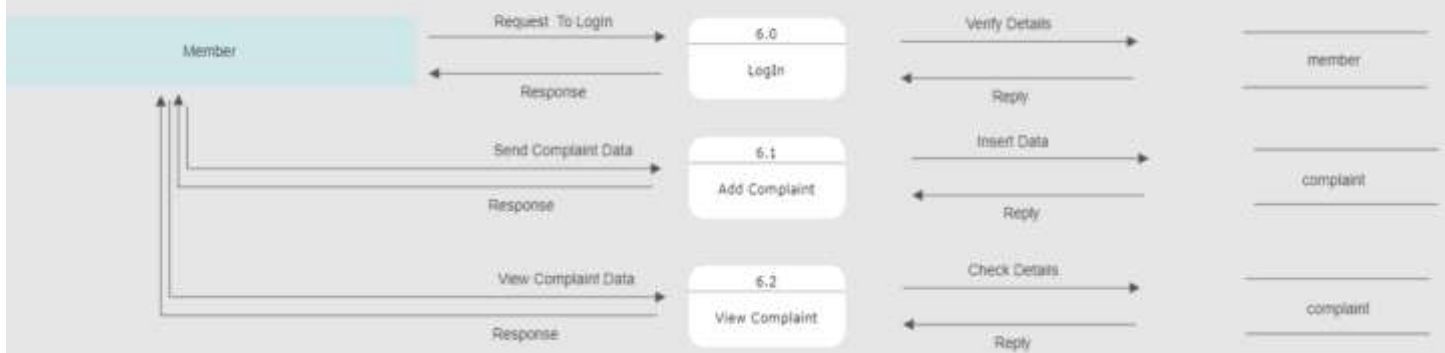 Request To LogIn
Verify Details
6.0
Member
member
LogIn
Response
Reply
Send Complaint Data
Insert Data
6.1
complaint
Add Complaint
Response
Reply
View Complaint Data
Check Details
6.2
complaint
View Complaint
Response
Reply